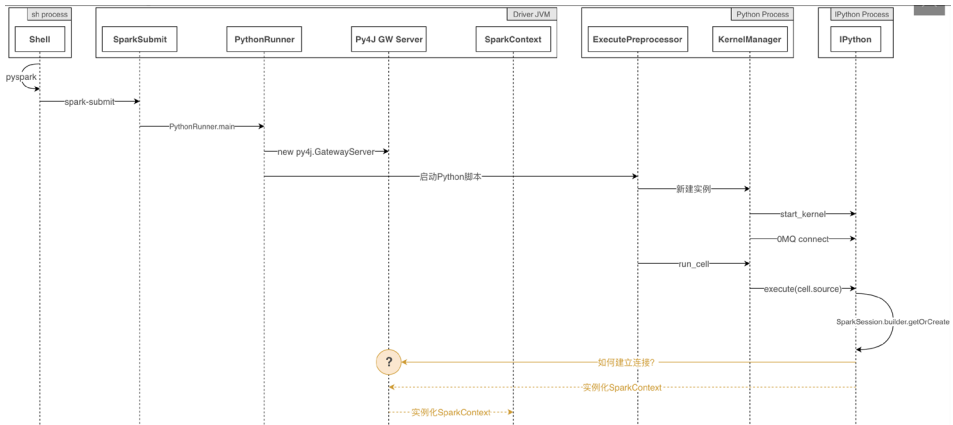 sh process
Driver JVM
Python Process
IPython Process
Shell
SparkSubmit
PythonRunner
Py4J GW Server
SparkContext
ExecutePreprocessor
KernelManager
IPython
pyspark
spark-submit
PythonRunner.main
new py4j.GatewayServer
启动Python脚本
新建实例
start_kernel
0MQ connect
run_cell
execute(cell.source)
SparkSession.builder.getOrCreate
?
如何建立连接?
实例化SparkContext
实例化SparkContext